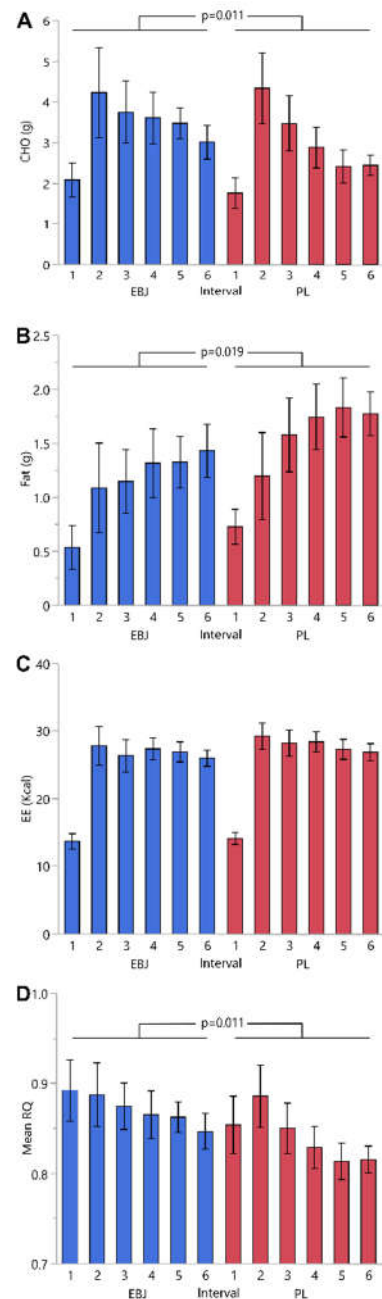 A
p=0.011
6
5
4
3
2
1
0
CHO (g)
1 2 3 4 5 6 1 2 3 4 5 6
EBJ Interval PL
B
2.5
p=0.019
2.0
1.5
1.0
0.5
0
Fat (g)
1 2 3 4 5 6 1 2 3 4 5 6
EBJ Interval PL
C
40
30
20
10
0
EE (Kcal)
1 2 3 4 5 6 1 2 3 4 5 6
EBJ Interval PL
D
1.0
p=0.011
0.9
0.8
0.7
Mean RQ
1 2 3 4 5 6 1 2 3 4 5 6
EBJ Interval PL